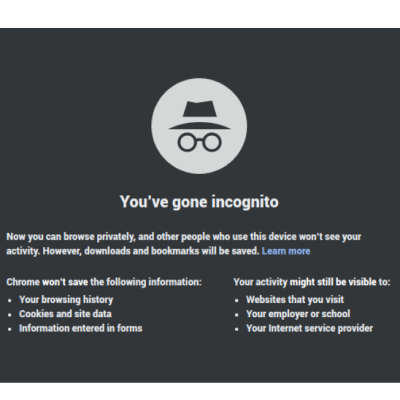 You've gone incognito
Now you can browse privately, and other people who use this device won't see your
activity. However, downloads and bookmarks will be saved. Learn more
Chrome won't save the following information:
• Your browsing history
• Cookies and site data
• Information entered in forms
Your activity might still be visible to:
• Websites that you visit
• Your employer or school
• Your Internet service provider